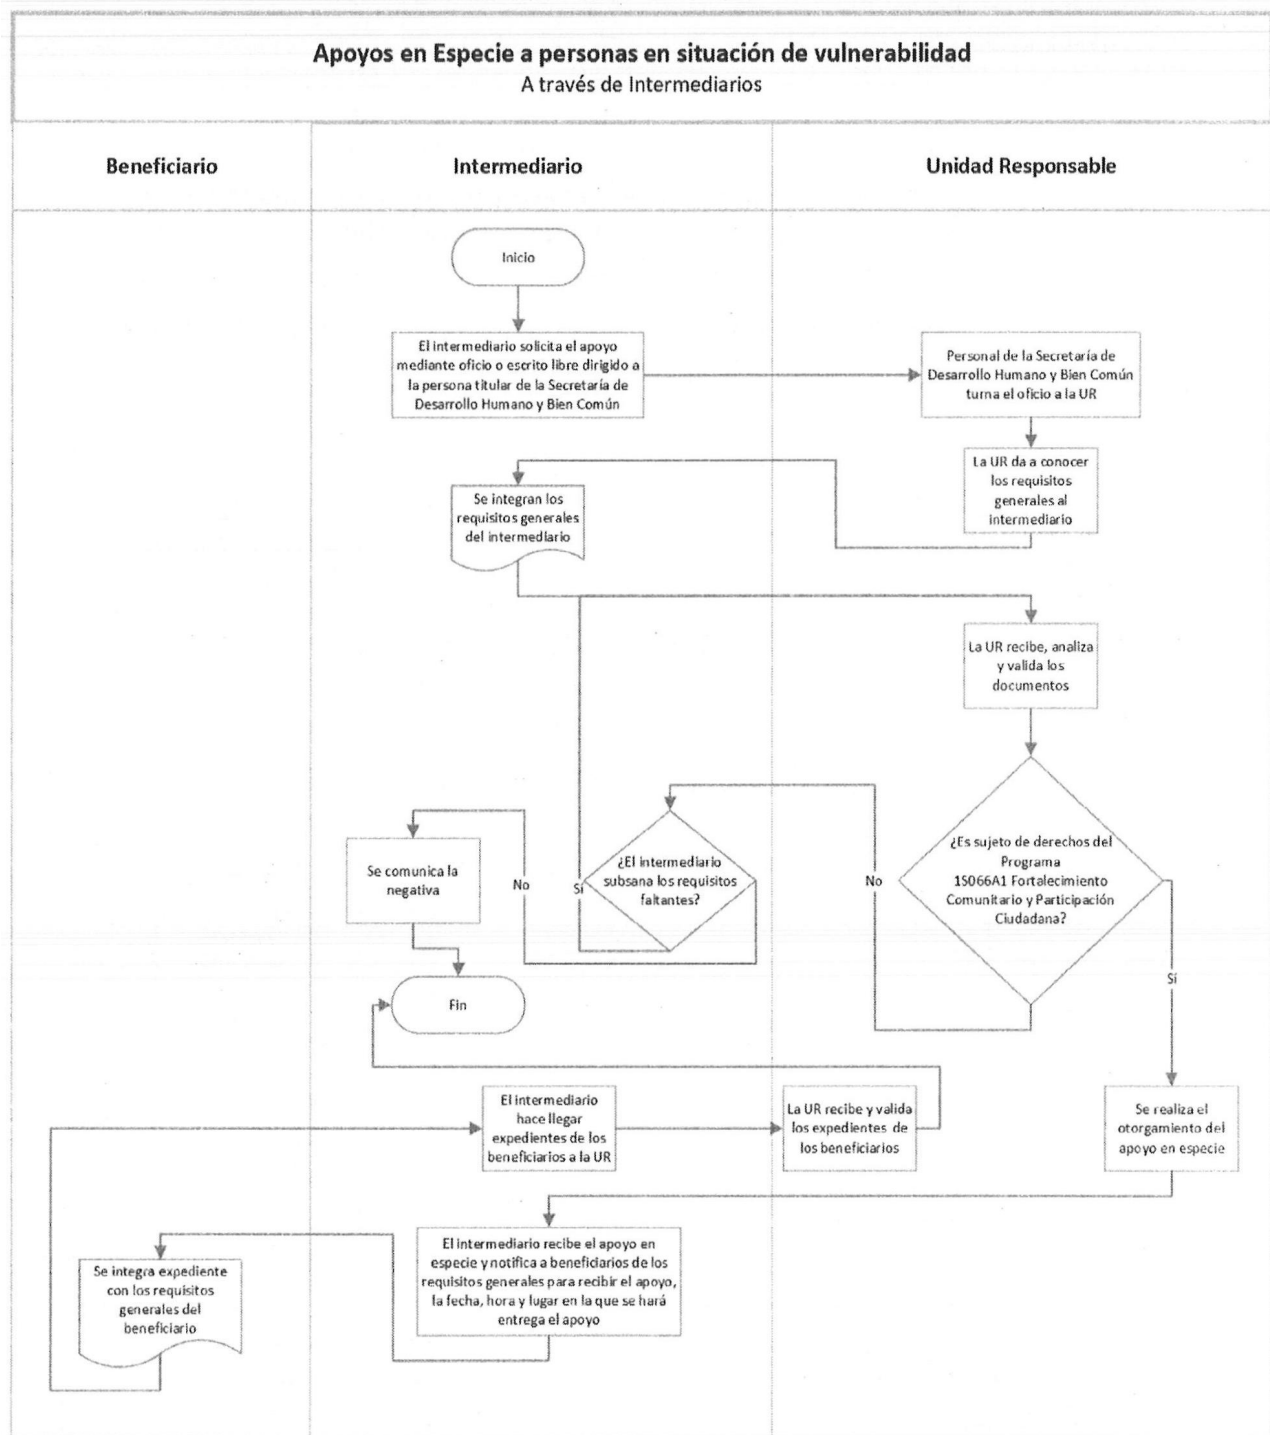 Apoyos en Especie a personas en situación de vulnerabilidad
A través de Intermediarios
Beneficiario
Intermediario
Unidad Responsable
Inicio
El intermediario solicita el apoyo
mediante oficio o escrito libre dirigido a
la persona titular de la Secretaría de
Desarrollo Humano y Bien Común
Personal de la Secretaría de
Desarrollo Humano y Bien Común
turna el oficio a la UR
La UR da a conocer
los requisitos
generales al
intermediario
Se integran los
requisitos generales
del intermediario
La UR recibe, analiza
y valida los
documentos
¿Es sujeto de derechos del
Programa
1S066A1 Fortalecimiento
Comunitario y Participación
Ciudadana?
No
Sí
¿El intermediario
subsana los requisitos
faltantes?
Sí
No
Se comunica la
negativa
Fin
Se realiza el
otorgamiento del
apoyo en especie
El intermediario recibe el apoyo en
especie y notifica a beneficiarios de los
requisitos generales para recibir el apoyo,
la fecha, hora y lugar en la que se hará
entrega el apoyo
Se integra expediente
con los requisitos
generales del
beneficiario
El intermediario
hace llegar
expedientes de los
beneficiarios a la UR
La UR recibe y valida
los expedientes de
los beneficiarios